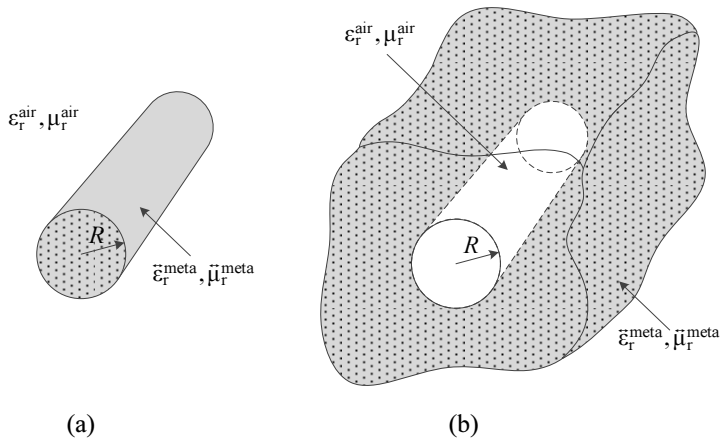 ε_r^air, μ_r^air
ε_r^air, μ_r^air
R
R
ε̈_r^meta, μ̈_r^meta
ε̈_r^meta, μ̈_r^meta
(a)
(b)